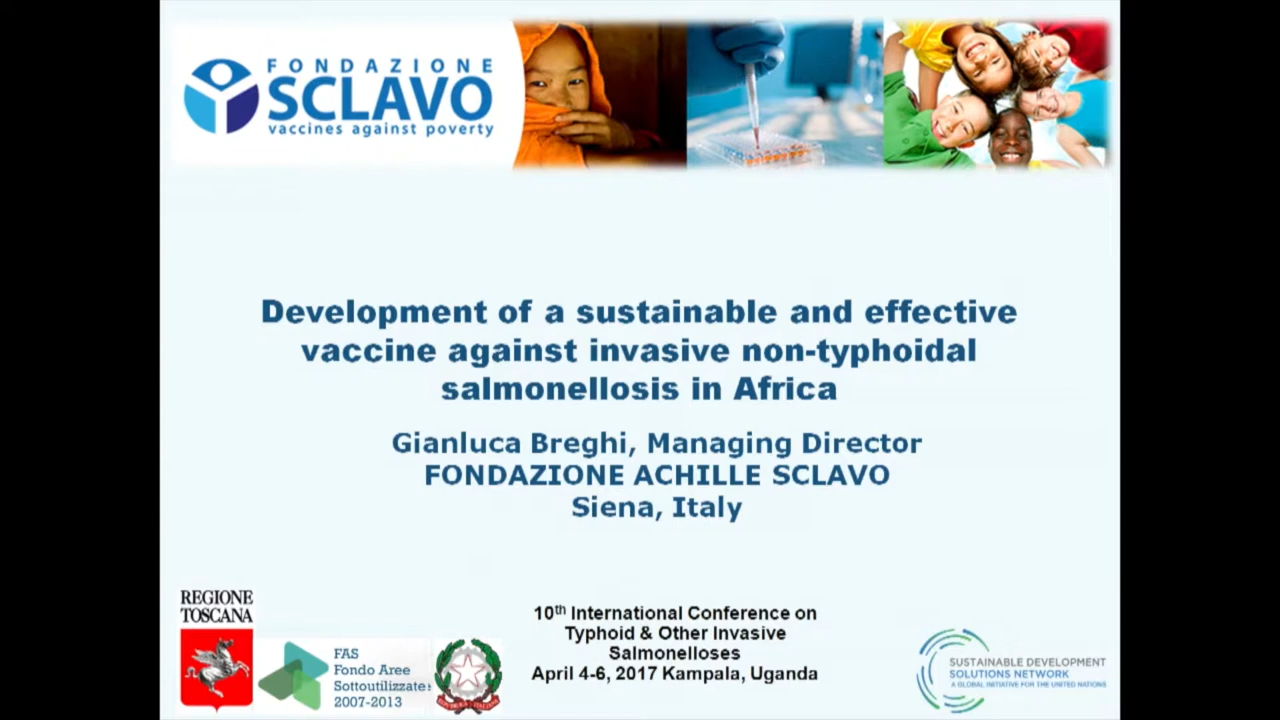 FONDAZIONE
SCLAVO
vaccines against poverty
Development of a sustainable and effective
vaccine against invasive non-typhoidal
salmonellosis in Africa
Gianluca Breghi, Managing Director
FONDAZIONE ACHILLE SCLAVO
Siena, Italy
REGIONE
TOSCANA
FAS
Fondo Aree
Sottoutilizzate
2007-2013
10th International Conference on
Typhoid & Other Invasive
Salmonelloses
April 4-6, 2017 Kampala, Uganda
SUSTAINABLE DEVELOPMENT
SOLUTIONS NETWORK
A GLOBAL INITIATIVE FOR THE UNITED NATIONS